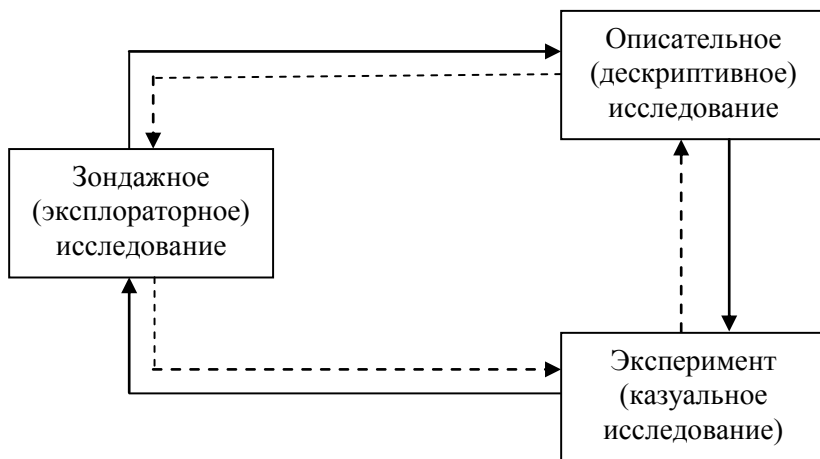 Описательное
(дескриптивное)
исследование
Зондажное
(эксплораторное)
исследование
Эксперимент
(казуальное
исследование)